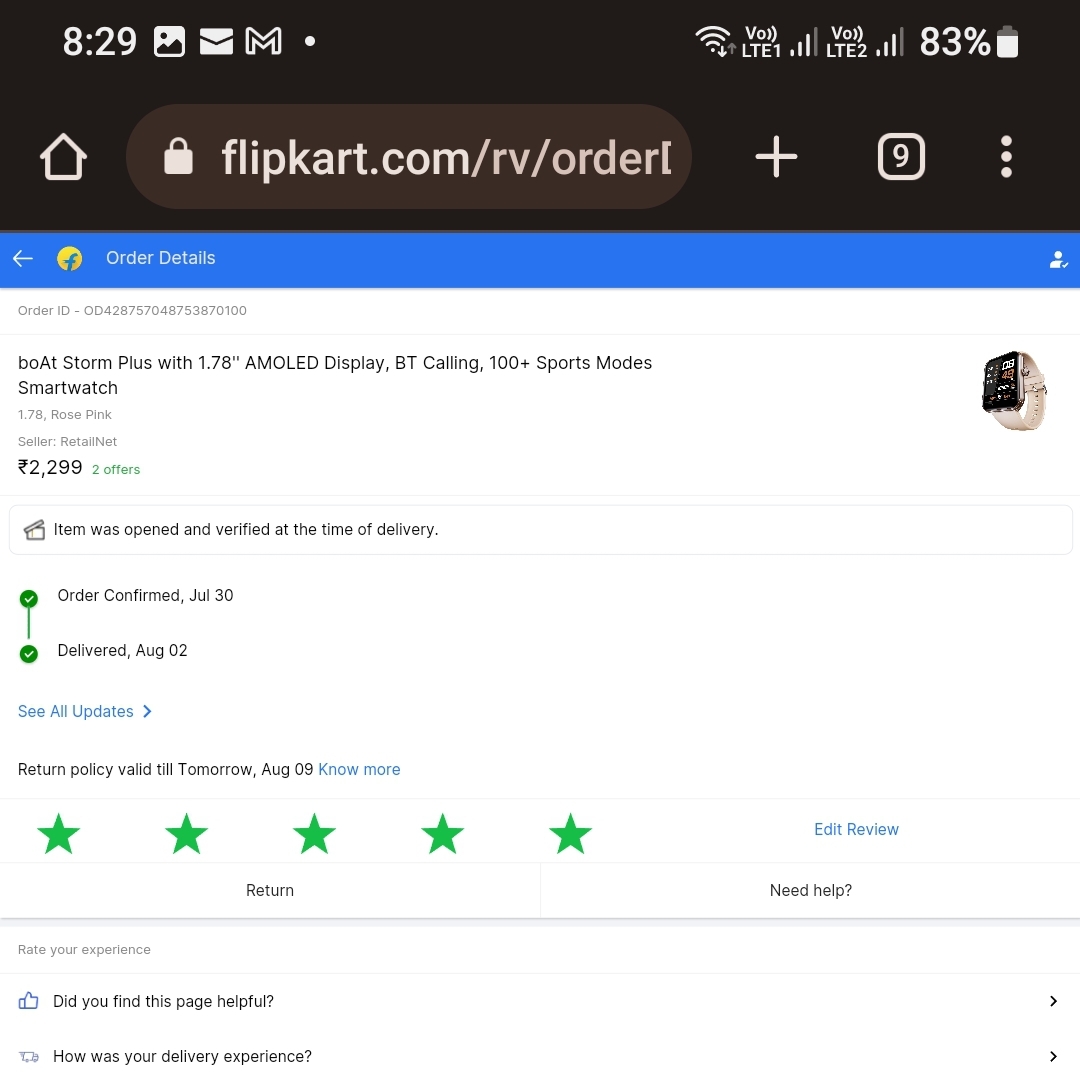 8:29 Vo)) LTE1 Vo)) LTE2 83%
flipkart.com/rv/orderD 9
Order Details
Order ID - OD428757048753870100
boAt Storm Plus with 1.78'' AMOLED Display, BT Calling, 100+ Sports Modes
Smartwatch
1.78, Rose Pink
Seller: RetailNet
₹2,299 2 offers
Item was opened and verified at the time of delivery.
Order Confirmed, Jul 30
Delivered, Aug 02
See All Updates
Return policy valid till Tomorrow, Aug 09 Know more
Edit Review
Return Need help?
Rate your experience
Did you find this page helpful?
How was your delivery experience?